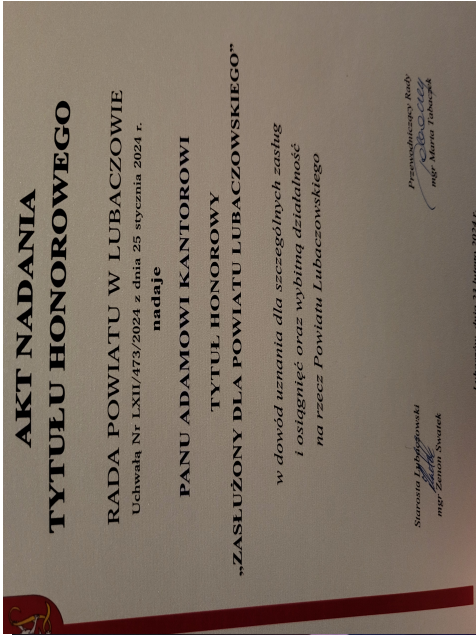 AKT NADANIA
TYTUŁU HONOROWEGO
RADA POWIATU W LUBACZOWIE
Uchwałą Nr LXII/473/2024 z dnia 25 stycznia 2024 r.
nadaje
PANU ADAMOWI KANTOROWI
TYTUŁ HONOROWY
„ZASŁUŻONY DLA POWIATU LUBACZOWSKIEGO”
w dowód uznania dla szczególnych zasług
i osiągnięć oraz wybitną działalność
na rzecz Powiatu Lubaczowskiego
Starosta Lubaczowski
mgr Zenon Swatek
Przewodniczący Rady
mgr Marta Tabaczek